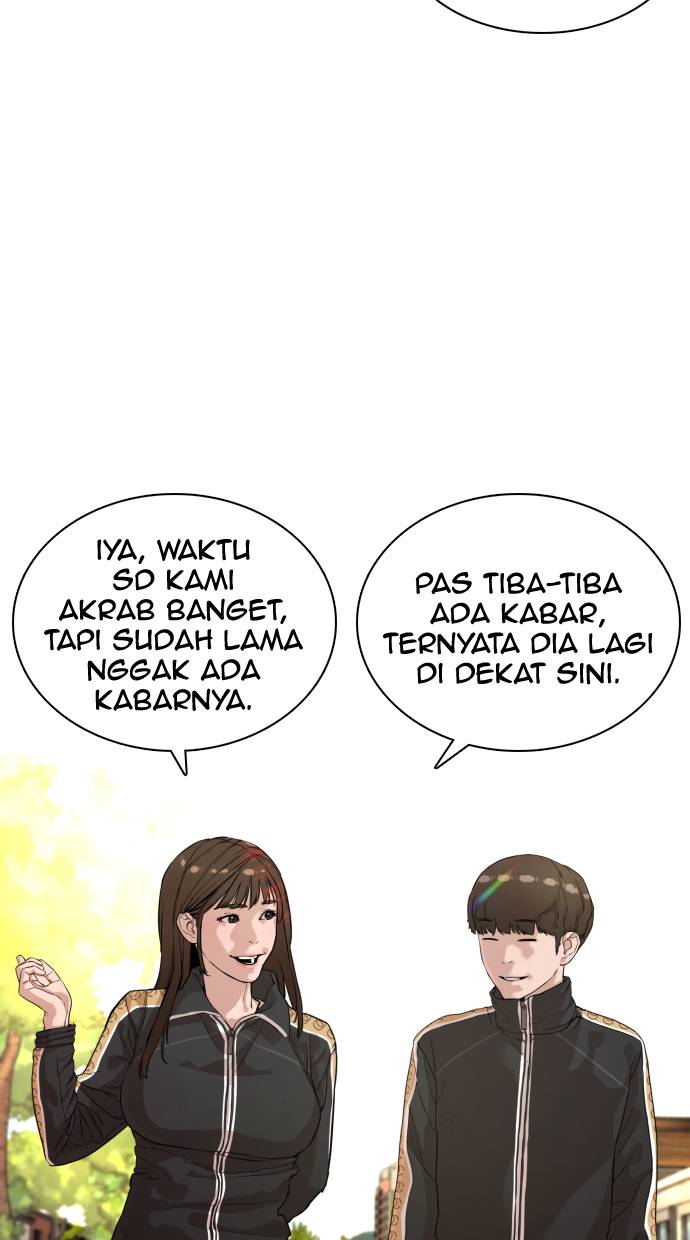 IYA, WAKTU
SD KAMI
AKRAB BANGET,
TAPI SUDAH LAMA
NGGAK ADA
KABARNYA.
PAS TIBA-TIBA
ADA KABAR,
TERNYATA DIA LAGI
DI DEKAT SINI.